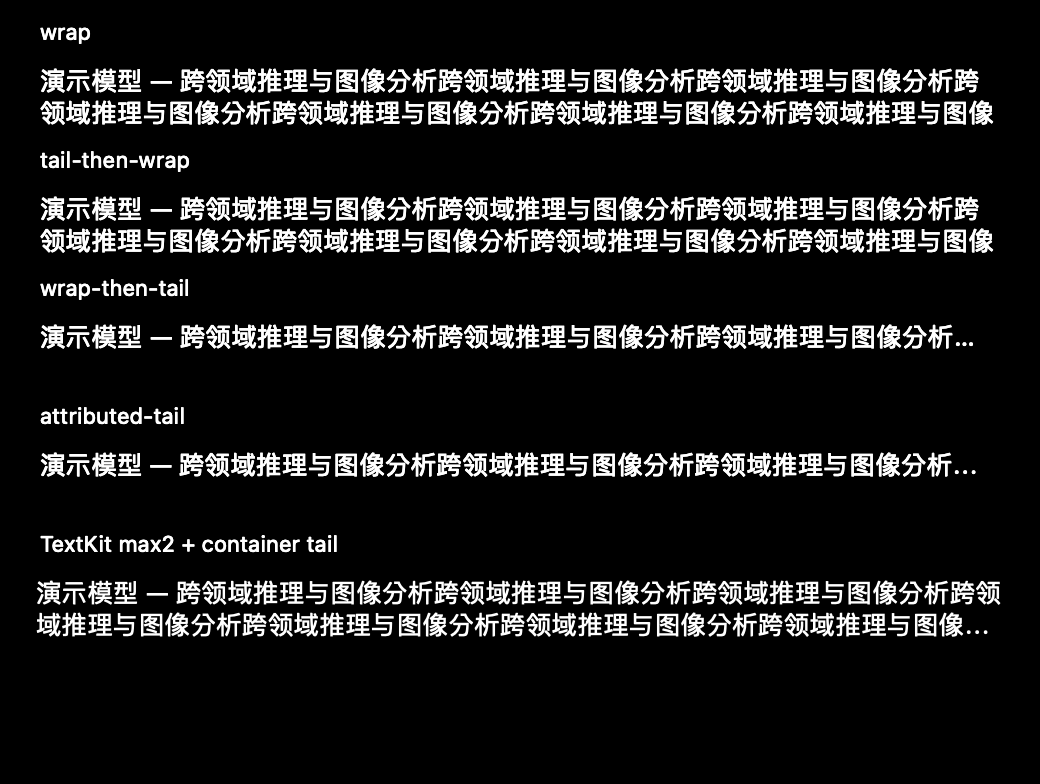 wrap
演示模型 — 跨领域推理与图像分析跨领域推理与图像分析跨领域推理与图像分析跨
领域推理与图像分析跨领域推理与图像分析跨领域推理与图像分析跨领域推理与图像
tail-then-wrap
演示模型 — 跨领域推理与图像分析跨领域推理与图像分析跨领域推理与图像分析跨
领域推理与图像分析跨领域推理与图像分析跨领域推理与图像分析跨领域推理与图像
wrap-then-tail
演示模型 — 跨领域推理与图像分析跨领域推理与图像分析跨领域推理与图像分析…
attributed-tail
演示模型 — 跨领域推理与图像分析跨领域推理与图像分析跨领域推理与图像分析…
TextKit max2 + container tail
演示模型 — 跨领域推理与图像分析跨领域推理与图像分析跨领域推理与图像分析跨领
域推理与图像分析跨领域推理与图像分析跨领域推理与图像分析跨领域推理与图像…